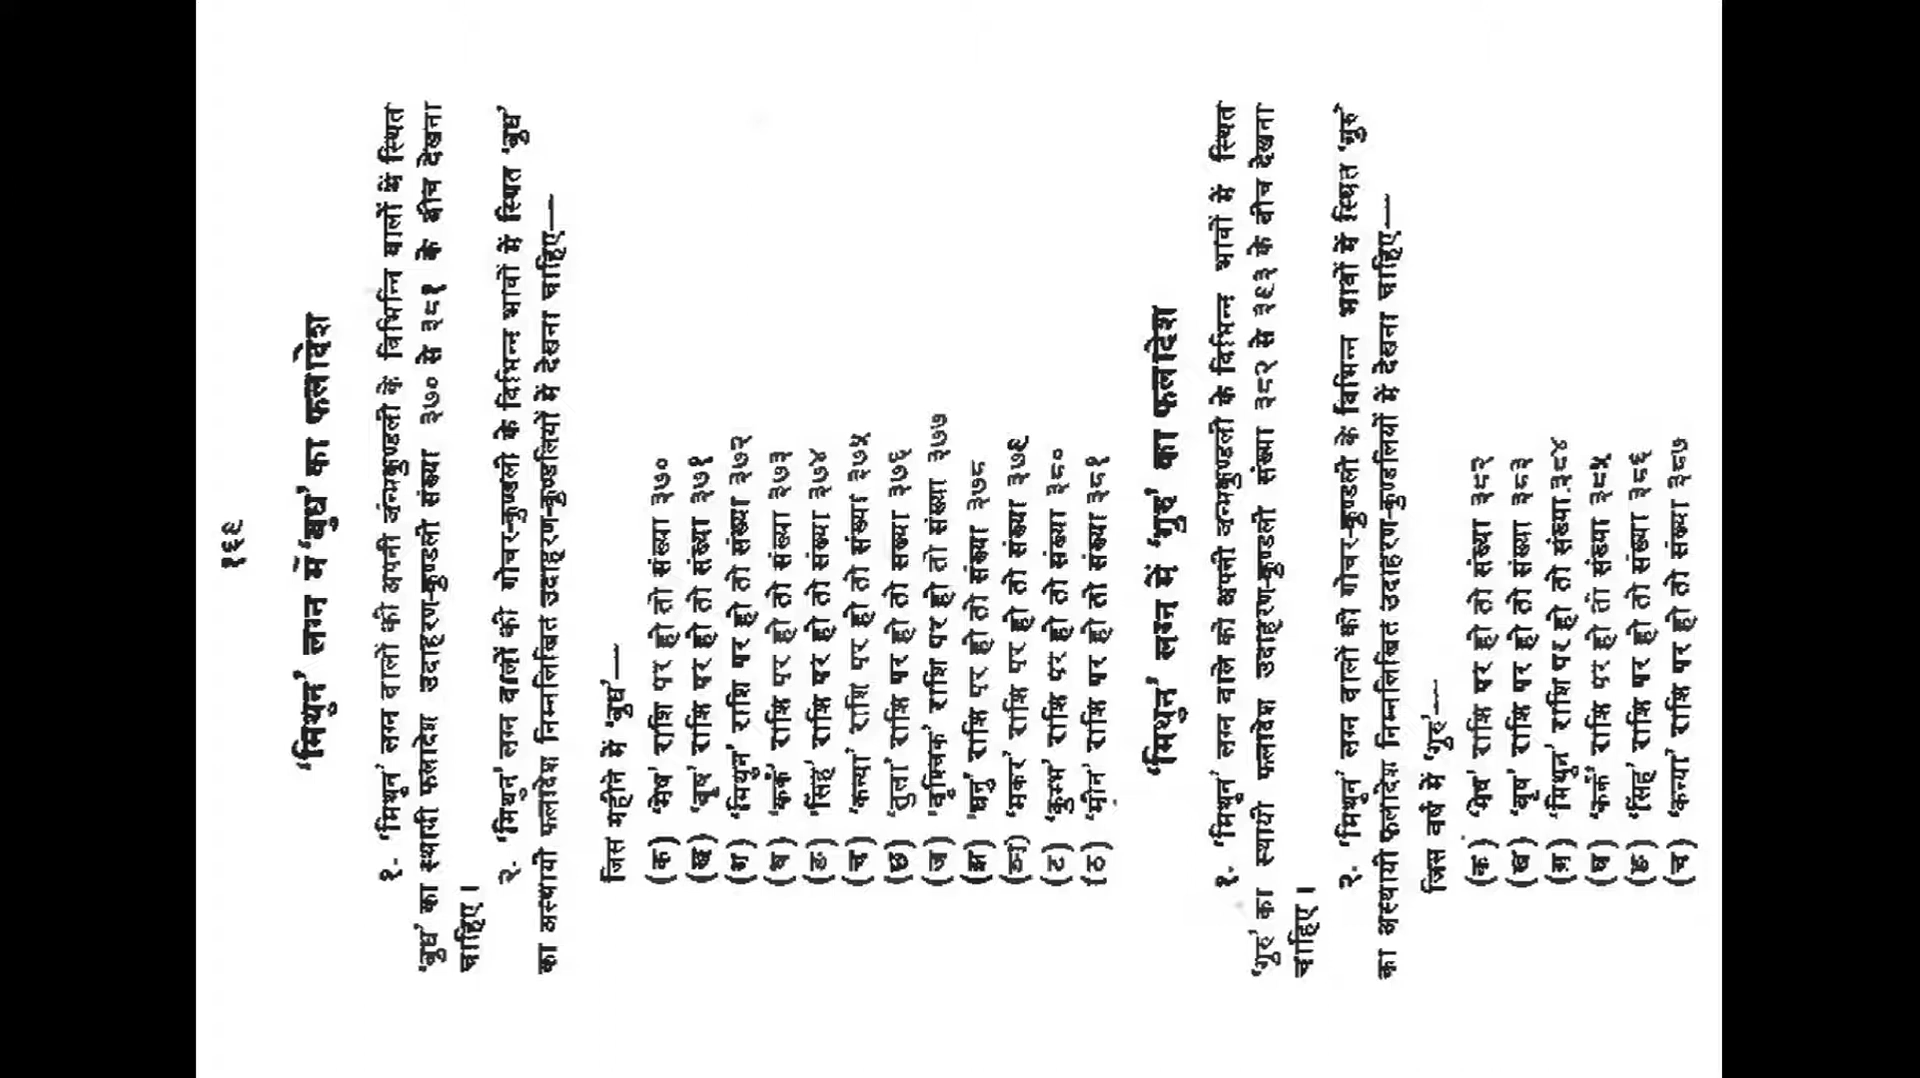 १६९
'मिथुन' लग्न में 'बुध' का फलादेश
१- 'मिथुन' लग्न वालों की अपनी जन्मकुण्डली के विभिन्नि भालों में स्थित
'बुध' का स्थायी फलादेश उदाहरण-कुण्डली संख्या ३७० से ३८१ के बीच देखना
चाहिए ।
२- 'मिथुन' लग्न वालों की गोचर-कुण्डली के विभिन्न भावों में स्थित 'बुध'
का अस्थायी फलादेश निम्नलिखित उदाहरण-कुण्डलियों में देखना चाहिए—
जिस महीने में 'बुध'—
(क) 'मेष' राशि पर हो तो संख्या ३७०
(ख) 'वृष' राशि पर हो तो संख्या ३७१
(ग) 'मिथुन' राशि पर हो तो संख्या ३७२
(घ) 'कर्क' राशि पर हो तो संख्या ३७३
(ङ) 'सिंह' राशि पर हो तो संख्या ३७४
(च) 'कन्या' राशि पर हो तो संख्या ३७५
(छ) 'तुला' राशि पर हो तो संख्या ३७६
(ज) 'वृश्चिक' राशि पर हो तो संख्या ३७७
(झ) 'धनु' राशि पर हो तो संख्या ३७८
(ञ) 'मकर' राशि पर हो तो संख्या ३७९
(ट) 'कुम्भ' राशि पर हो तो संख्या ३८०
(ठ) 'मीन' राशि पर हो तो संख्या ३८१
'मिथुन' लग्न में 'गुरु' का फलादेश
१- 'मिथुन' लग्न वाले को अपनी जन्मकुण्डली के विभिन्न भावों में स्थित
'गुरु' का स्थायी फलादेश उदाहरण-कुण्डली संख्या ३८२ से ३९३ के बीच देखना
चाहिए ।
२- 'मिथुन' लग्न वालों को गोचर-कुण्डली के विभिन्न भावों में स्थित 'गुरु'
का अस्थायी फलादेश निम्नलिखित उदाहरण-कुण्डलियों में देखना चाहिए—
जिस वर्ष में 'गुरु'—
(क) 'मेष' राशि पर हो तो संख्या ३८२
(ख) 'वृष' राशि पर हो तो संख्या ३८३
(ग) 'मिथुन' राशि पर हो तो संख्या ३८४
(घ) 'कर्क' राशि पर हो तो संख्या ३८५
(ङ) 'सिंह' राशि पर हो तो संख्या ३८६
(च) 'कन्या' राशि पर हो तो संख्या ३८७